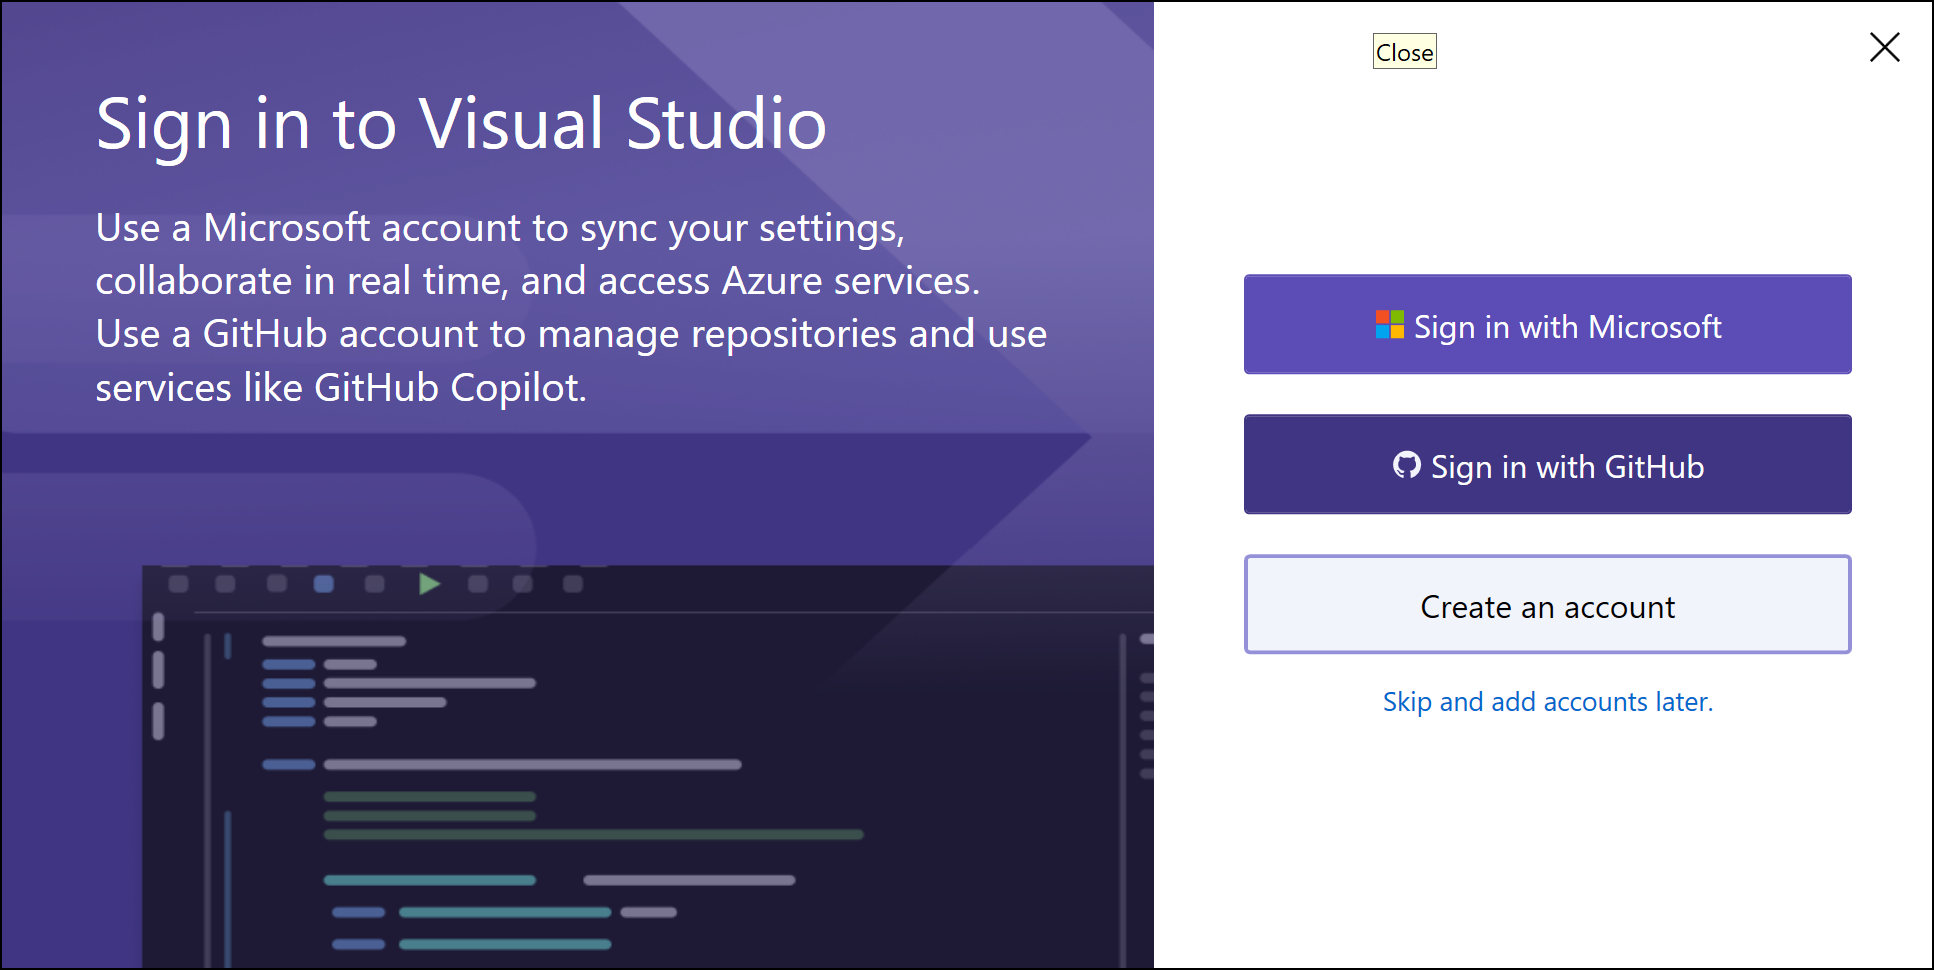 Sign in to Visual Studio
Use a Microsoft account to sync your settings,
collaborate in real time, and access Azure services.
Use a GitHub account to manage repositories and use
services like GitHub Copilot.
Close
Sign in with Microsoft
Sign in with GitHub
Create an account
Skip and add accounts later.